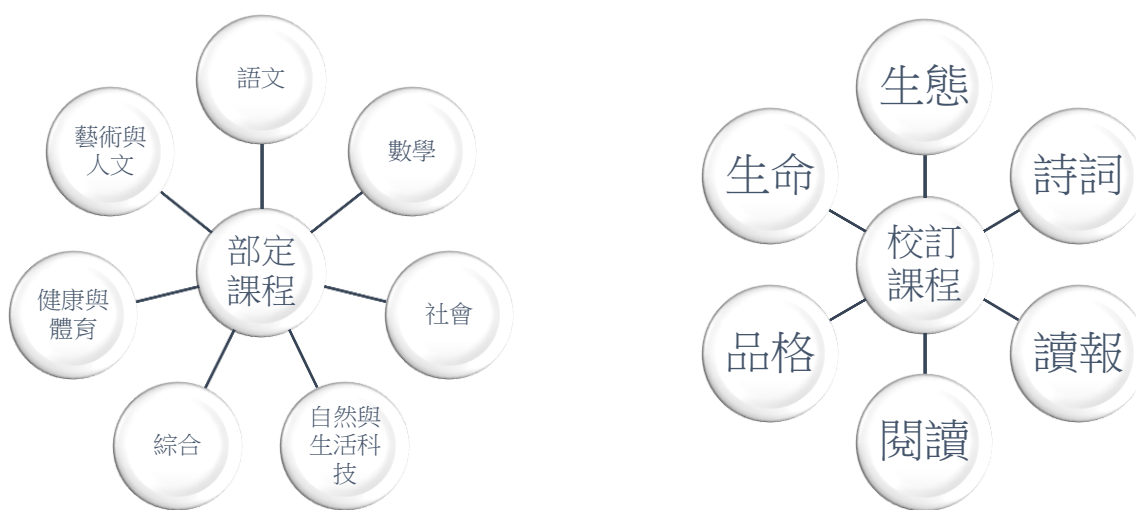 部定
課程
語文
數學
社會
自然與
生活科
技
綜合
健康與
體育
藝術與
人文
校訂
課程
生態
詩詞
讀報
閱讀
品格
生命